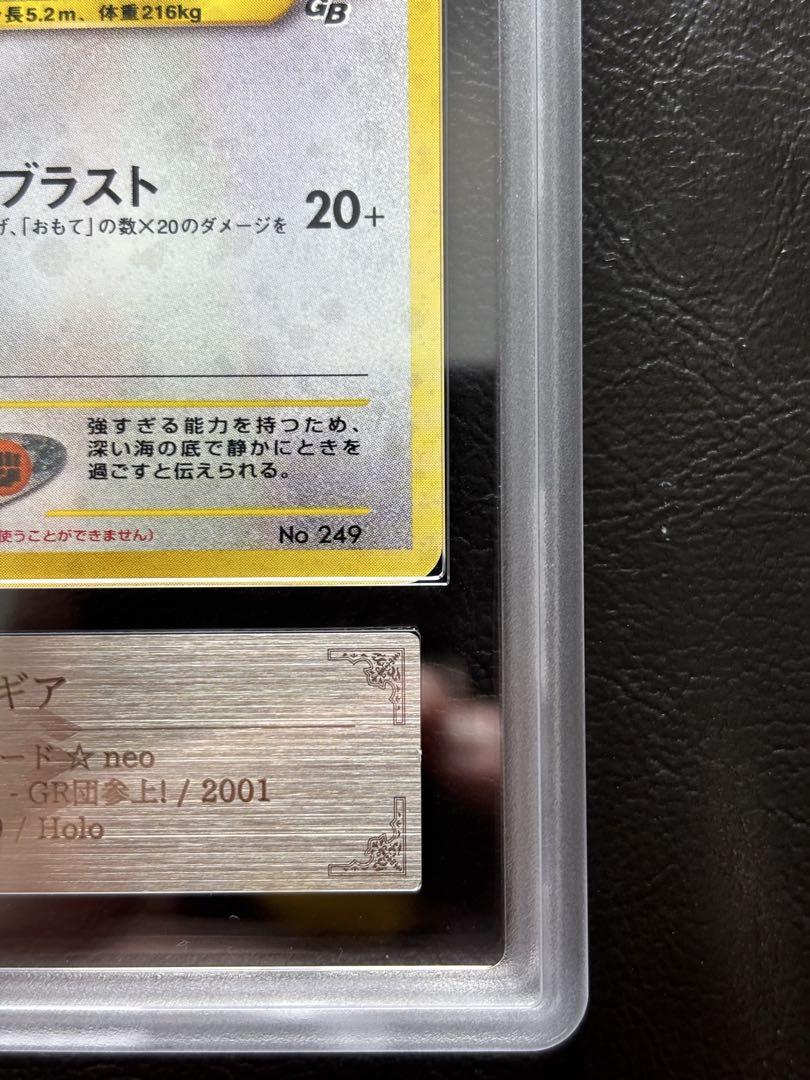 長5.2m、体重216kg
GB
ブラスト
、「おもて」の数×20のダメージを
20+
強すぎる能力を持つため、
深い海の底で静かにときを
過ごすと伝えられる。
使うことができません)
No 249
ギア
ード ☆ neo
- GR団参上! / 2001
/ Holo